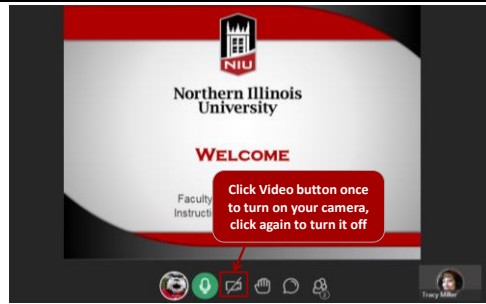 NIU
Northern Illinois
University
WELCOME
Faculty
Click Video button once
to turn on your camera,
click again to turn it off
Tracy Miller